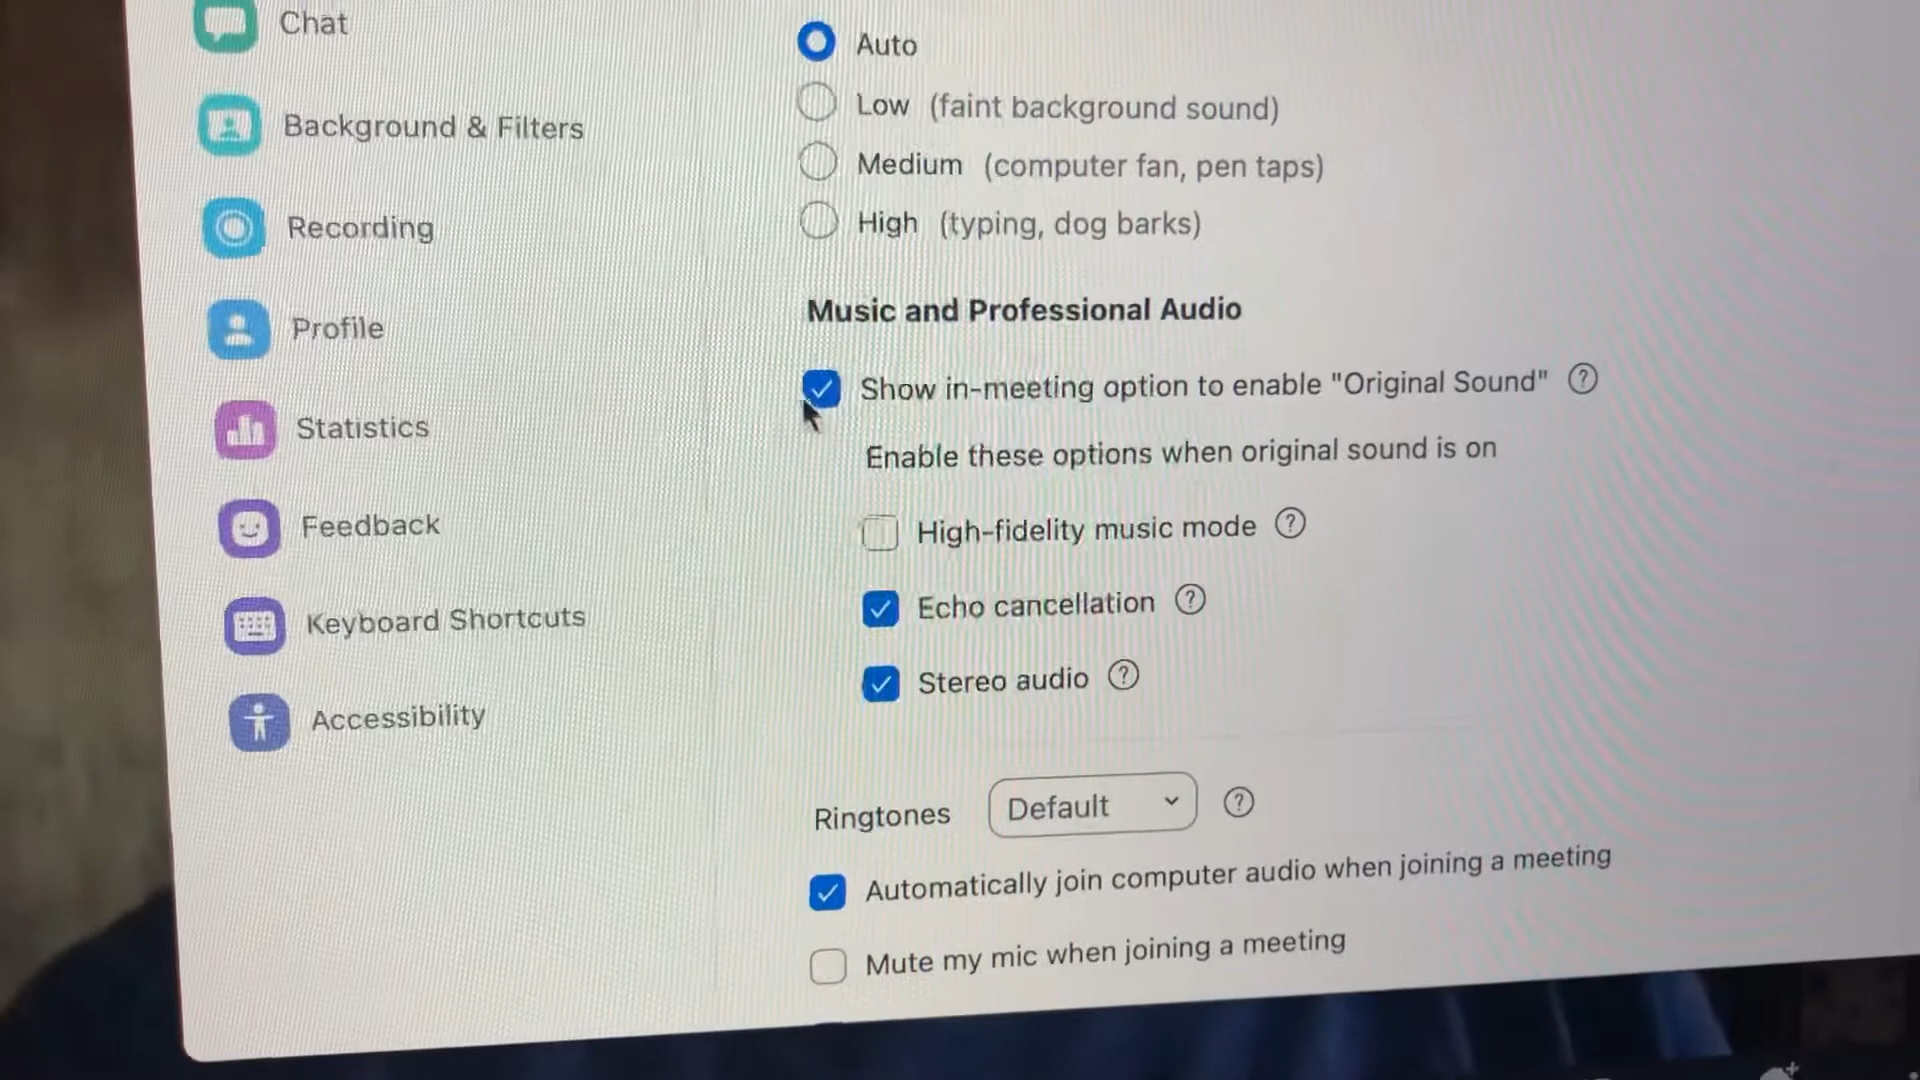 Chat
Background & Filters
Recording
Profile
Statistics
Feedback
Keyboard Shortcuts
Accessibility
Auto
Low (faint background sound)
Medium (computer fan, pen taps)
High (typing, dog barks)
Music and Professional Audio
Show in-meeting option to enable "Original Sound" ?
Enable these options when original sound is on
High-fidelity music mode ?
Echo cancellation ?
Stereo audio ?
Ringtones Default ?
Automatically join computer audio when joining a meeting
Mute my mic when joining a meeting